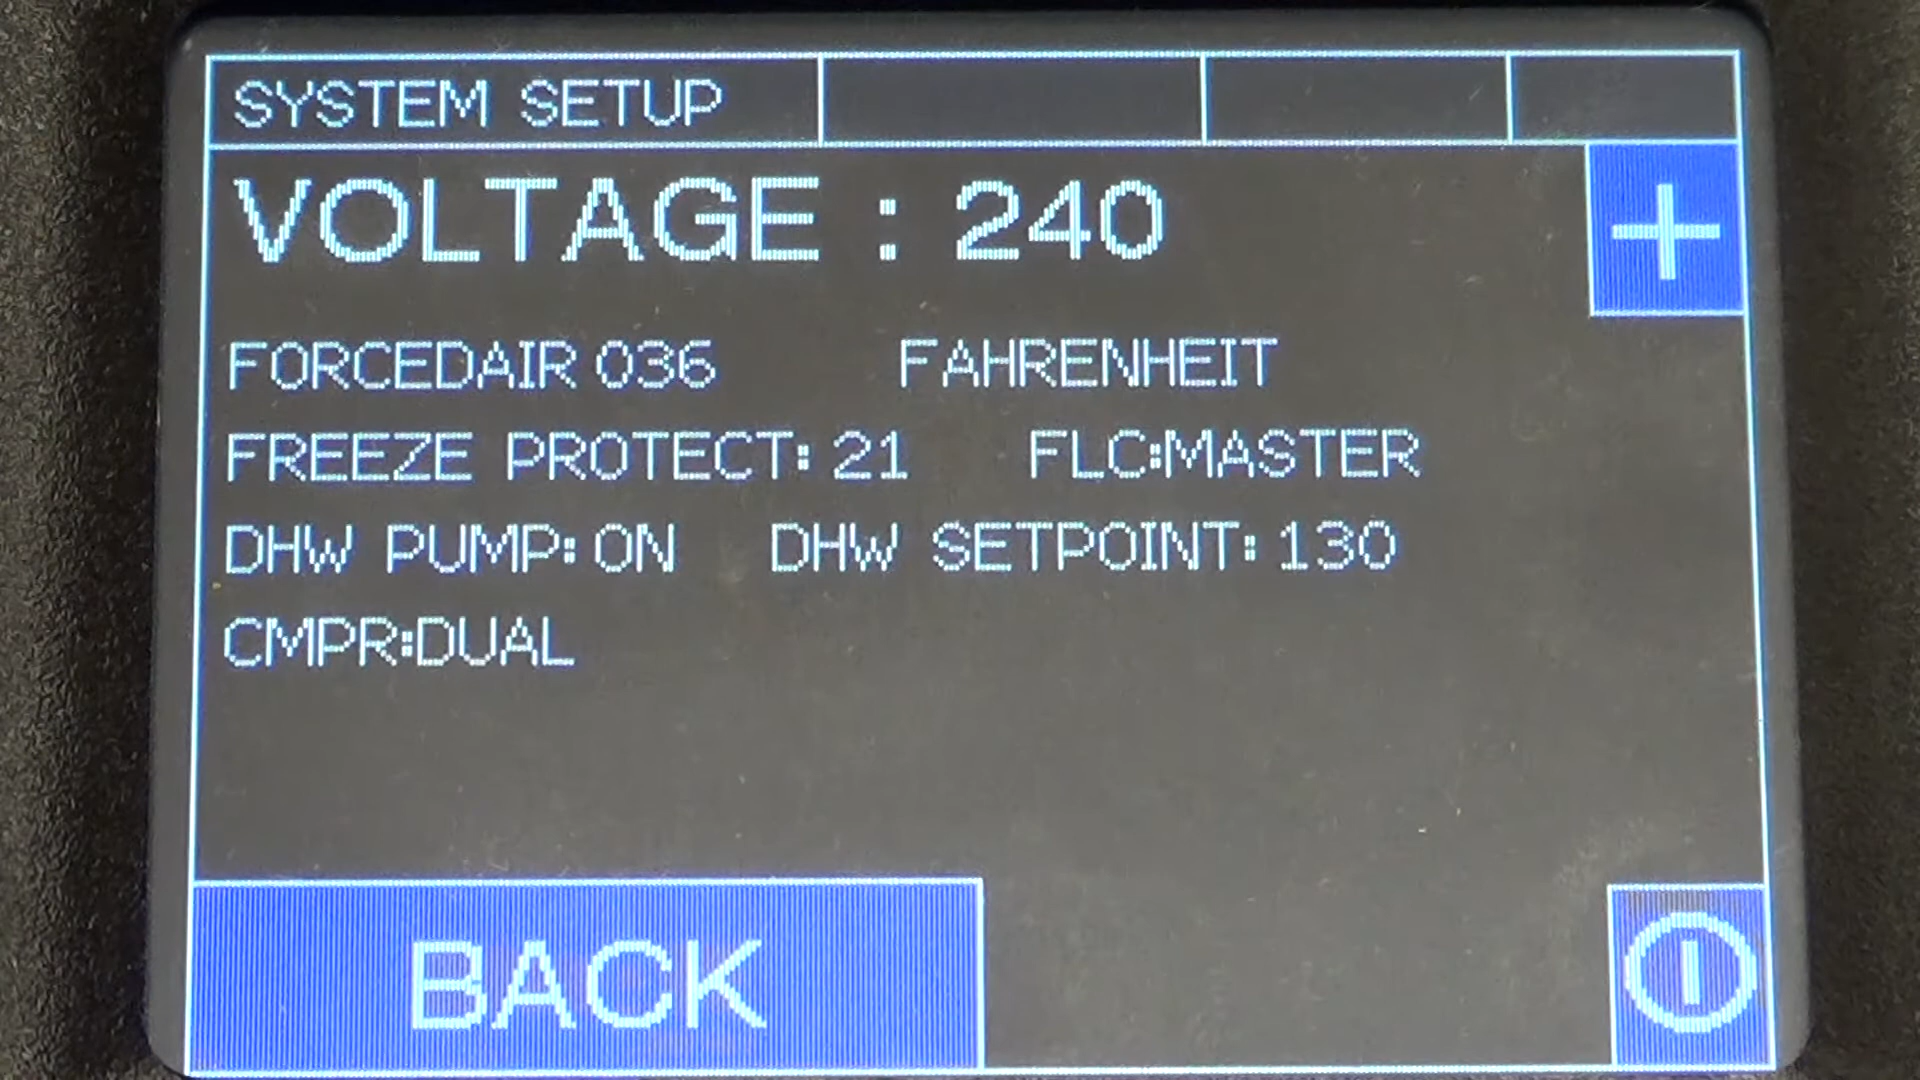 SYSTEM SETUP
VOLTAGE : 240
+
FORCEDAIR 036 FAHRENHEIT
FREEZE PROTECT: 21 FLC:MASTER
DHW PUMP: ON DHW SETPOINT: 130
CMPR:DUAL
BACK